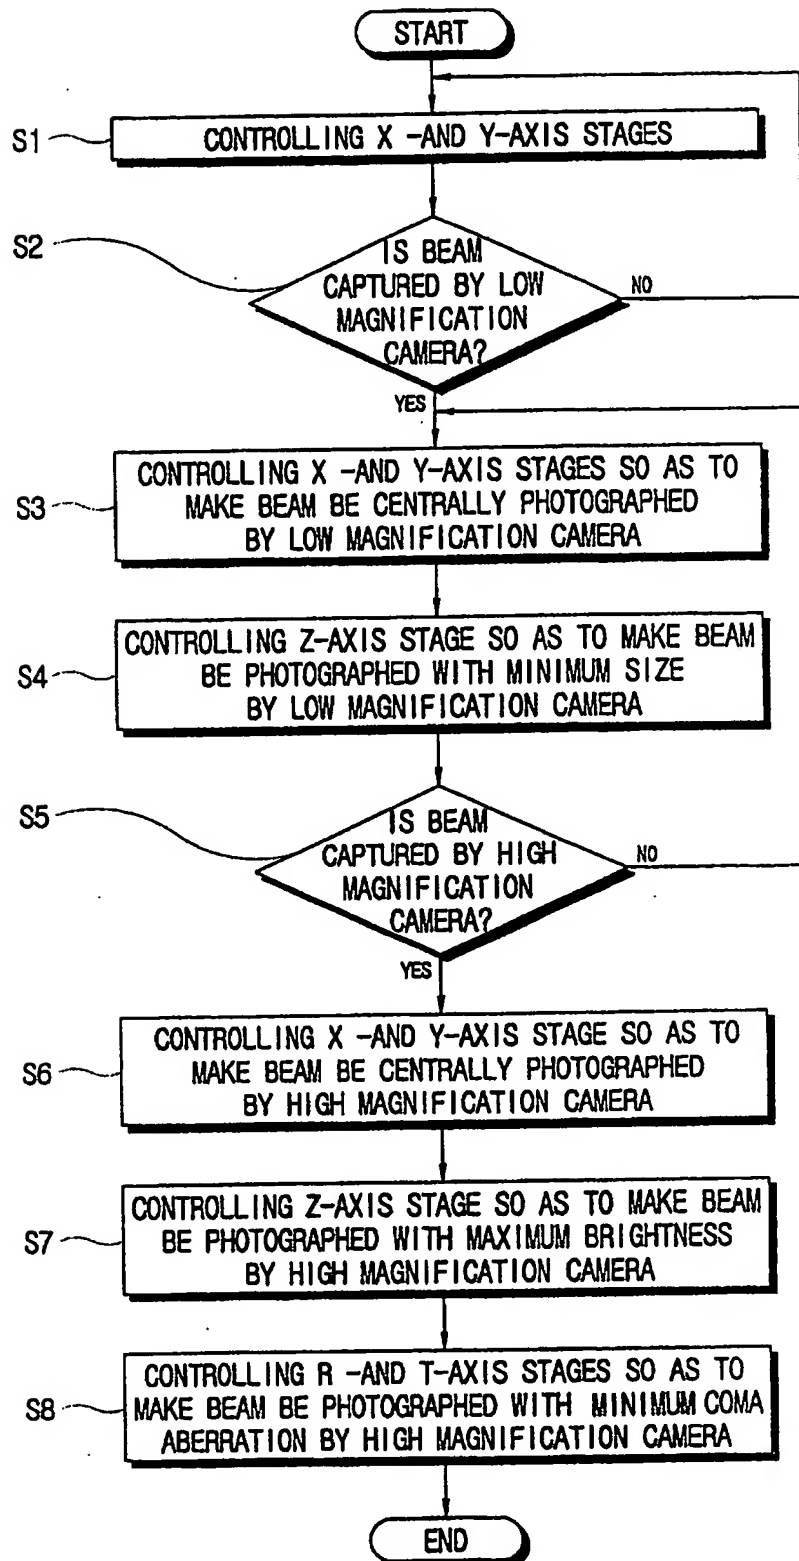 START
S1
CONTROLLING X -AND Y-AXIS STAGES
S2
IS BEAM
CAPTURED BY LOW
MAGNIFICATION
CAMERA?
NO
YES
S3
CONTROLLING X -AND Y-AXIS STAGES SO AS TO
MAKE BEAM BE CENTRALLY PHOTOGRAPHED
BY LOW MAGNIFICATION CAMERA
S4
CONTROLLING Z-AXIS STAGE SO AS TO MAKE BEAM
BE PHOTOGRAPHED WITH MINIMUM SIZE
BY LOW MAGNIFICATION CAMERA
S5
IS BEAM
CAPTURED BY HIGH
MAGNIFICATION
CAMERA?
NO
YES
S6
CONTROLLING X -AND Y-AXIS STAGE SO AS TO
MAKE BEAM BE CENTRALLY PHOTOGRAPHED
BY HIGH MAGNIFICATION CAMERA
S7
CONTROLLING Z-AXIS STAGE SO AS TO MAKE BEAM
BE PHOTOGRAPHED WITH MAXIMUM BRIGHTNESS
BY HIGH MAGNIFICATION CAMERA
S8
CONTROLLING R -AND T-AXIS STAGES SO AS TO
MAKE BEAM BE PHOTOGRAPHED WITH MINIMUM COMA
ABERRATION BY HIGH MAGNIFICATION CAMERA
END